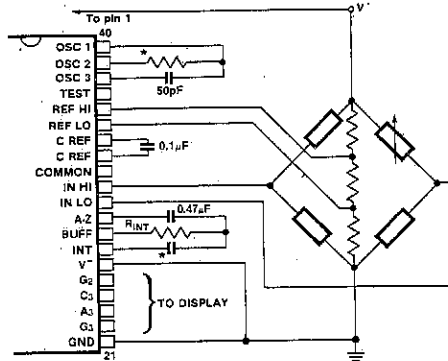 To pin 1
V⁺
40
OSC 1
OSC 2
*
OSC 3
50pF
TEST
REF HI
REF LO
C REF
0.1µF
C REF
COMMON
IN HI
IN LO
0.47µF
A-Z
BUFF
RINT
INT
*
V⁻
G2
C3
TO DISPLAY
A3
G3
GND
21